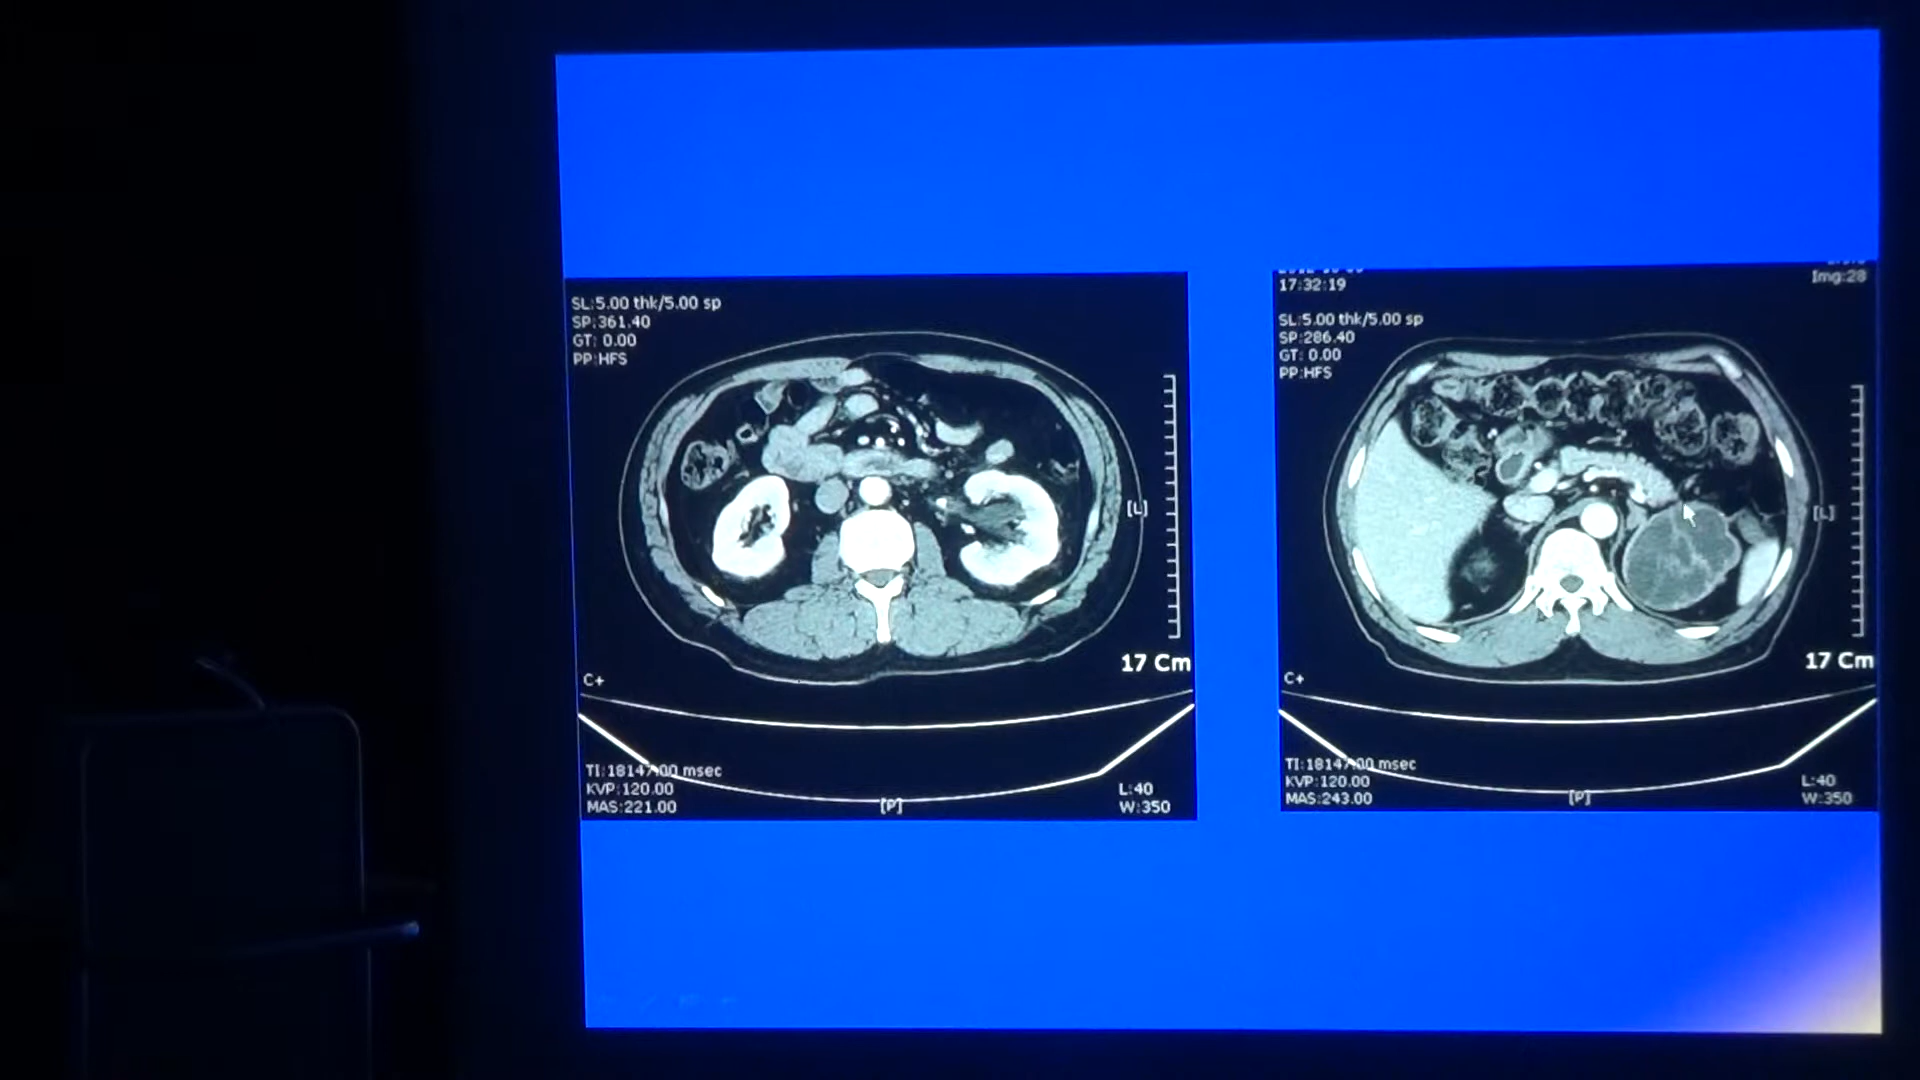 SL:5.00 thk/5.00 sp
SP:361.40
GT: 0.00
PP:HFS
[L]
17 Cm
C+
TI:18147.00 msec
KVP:120.00
MAS:221.00
[P]
L:40
W:350
17:32:19
Img:28
SL:5.00 thk/5.00 sp
SP:286.40
GT: 0.00
PP:HFS
[L]
17 Cm
C+
TI:18147.00 msec
KVP:120.00
MAS:243.00
[P]
L:40
W:350